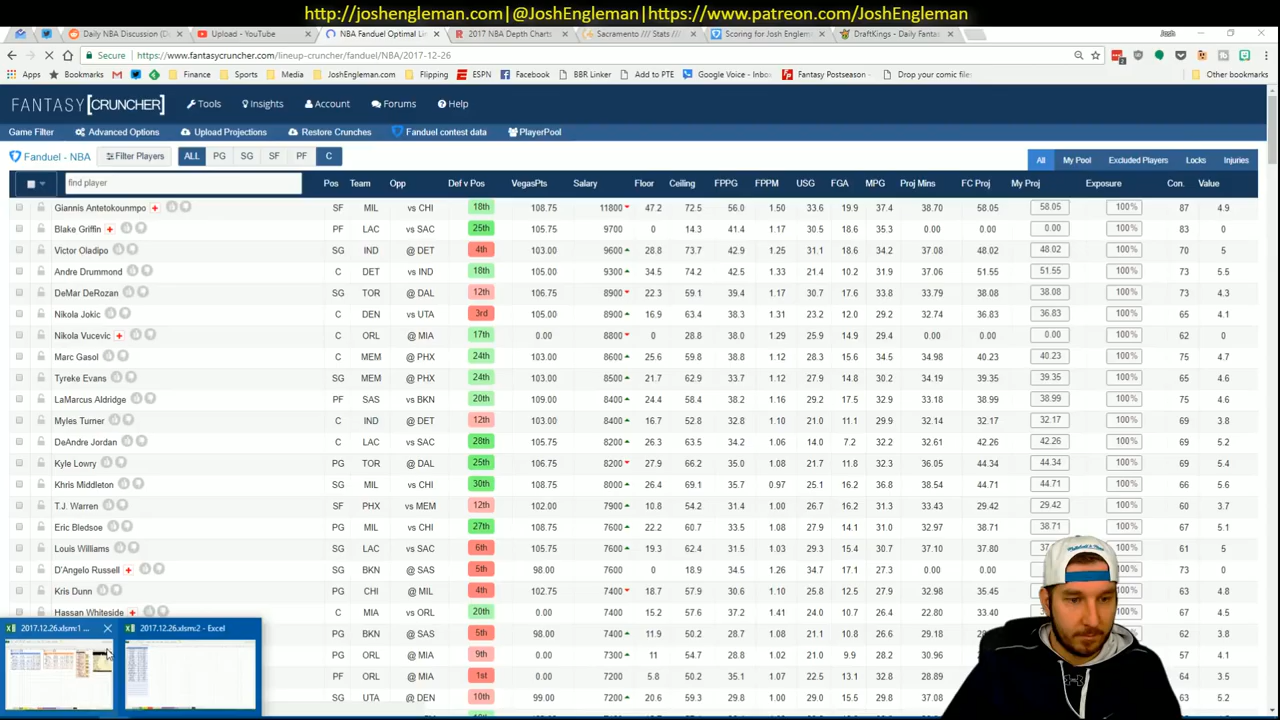 http://joshengleman.com|@JoshEngleman|https://www.patreon.com/JoshEngleman
Daily NBA Discussion (D Upload - YouTube NBA Fanduel Optimal Li 2017 NBA Depth Charts Sacramento /// Stats /// Scoring for Josh Englema DraftKings - Daily Fanta Josh
Secure https://www.fantasycruncher.com/lineup-cruncher/fanduel/NBA/2017-12-26
Apps Bookmarks Finance Sports Media JoshEngleman.com Flipping ESPN Facebook BBR Linker Add to PTE Google Voice - Inbo Fantasy Postseason Drop your comic file Other bookmarks
FANTASY[CRUNCHER] Tools Insights Account Forums Help
Game Filter Advanced Options Upload Projections Restore Crunches Fanduel contest data PlayerPool
Fanduel - NBA Filter Players ALL PG SG SF PF C All My Pool Excluded Players Locks Injuries
find player Pos Team Opp Def v Pos VegasPts Salary Floor Ceiling FPPG FPPM USG FGA MPG Proj Mins FC Proj My Proj Exposure Con. Value
Giannis Antetokounmpo SF MIL vs CHI 18th 108.75 11800 47.2 72.5 56.0 1.50 33.6 19.9 37.4 38.70 58.05 58.05 100% 87 4.9
Blake Griffin PF LAC vs SAC 25th 105.75 9700 0 14.3 41.4 1.17 30.5 18.6 35.3 0.00 0.00 0.00 100% 83 0
Victor Oladipo SG IND @ DET 4th 103.00 9600 28.8 73.7 42.9 1.25 31.1 18.6 34.2 37.08 48.02 48.02 100% 70 5
Andre Drummond C DET vs IND 18th 105.00 9300 34.5 74.2 42.5 1.33 21.4 10.2 31.9 37.06 51.55 51.55 100% 73 5.5
DeMar DeRozan SG TOR @ DAL 12th 106.75 8900 22.3 59.1 39.4 1.17 30.7 17.6 33.8 33.79 38.08 38.08 100% 73 4.3
Nikola Jokic C DEN vs UTA 3rd 105.00 8900 16.9 63.4 38.3 1.31 23.0 12.0 29.2 32.74 36.83 36.83 100% 65 4.1
Nikola Vucevic C ORL @ MIA 17th 0.00 8800 0 28.8 38.0 1.29 25.9 14.9 29.4 0.00 0.00 0.00 100% 62 0
Marc Gasol C MEM @ PHX 24th 103.00 8600 25.6 59.8 38.8 1.12 28.3 15.6 34.5 34.98 40.23 40.23 100% 75 4.7
Tyreke Evans SG MEM @ PHX 24th 103.00 8500 21.7 62.9 33.7 1.12 27.9 14.8 30.2 34.19 39.35 39.35 100% 65 4.6
LaMarcus Aldridge PF SAS vs BKN 20th 109.00 8400 24.4 58.4 38.2 1.16 29.2 16.9 32.9 33.18 38.99 38.99 100% 75 4.6
Myles Turner C IND @ DET 12th 103.00 8400 16.7 52.8 32.8 1.10 21.0 11.1 29.9 29.14 32.17 32.17 100% 69 3.8
DeAndre Jordan C LAC vs SAC 28th 105.75 8200 26.3 63.5 34.2 1.06 14.0 7.2 32.2 32.61 42.26 42.26 100% 69 5.2
Kyle Lowry PG TOR @ DAL 25th 106.75 8200 27.9 66.2 35.0 1.08 21.7 11.8 32.3 36.05 44.34 44.34 100% 69 5.4
Khris Middleton SG MIL vs CHI 30th 108.75 8000 26.4 69.1 35.7 0.97 25.1 16.2 36.8 38.54 44.71 44.71 100% 66 5.6
T.J. Warren SF PHX vs MEM 12th 102.00 7900 10.8 54.2 31.4 0.96 26.7 16.2 32.7 33.43 29.42 29.42 100% 60 3.7
Eric Bledsoe PG MIL vs CHI 27th 108.75 7600 22.2 60.7 33.5 1.08 26.0 14.1 31.0 32.97 38.71 38.71 100% 67 5.1
Louis Williams SG LAC vs SAC 6th 105.75 7600 19.3 62.4 31.5 1.03 29.3 15.4 30.7 37.10 37.80 37. 100% 61 5
D'Angelo Russell SG BKN @ SAS 5th 98.00 7600 0 18.9 34.5 1.26 34.7 17.1 27.3 0.00 0.00 100% 73 0
Kris Dunn PG CHI @ MIL 4th 102.75 7400 18.7 57.9 30.6 1.10 25.7 13.2 27.8 32.98 35.45 100% 63 4.8
Hassan Whiteside C MIA vs ORL 20th 0.00 7400 15.2 57.6 37.2 1.41 24.0 10.7 26.4 22.80 33.40 100% 67 4.5
PG BKN @ SAS 5th 98.00 7400 11.9 50.2 28.7 1.08 21.1 26.6 29.18 62 3.8
PG ORL @ MIA 9th 0.00 7300 11 54.7 28.8 1.02 21.0 9.9 28.2 30.96 57 4.1
PF ORL @ MIA 1st 0.00 7200 5.8 50.2 35.1 1.07 22.5 13.1 32.7 28.89 64 3.5
SG UTA @ DEN 10th 99.00 7200 20.6 59.3 29.8 1.00 29.5 15.5 29.8 37.08 63 5.2
2017.12.26.xlsm:1 ... 2017.12.26.xlsm:2 - Excel